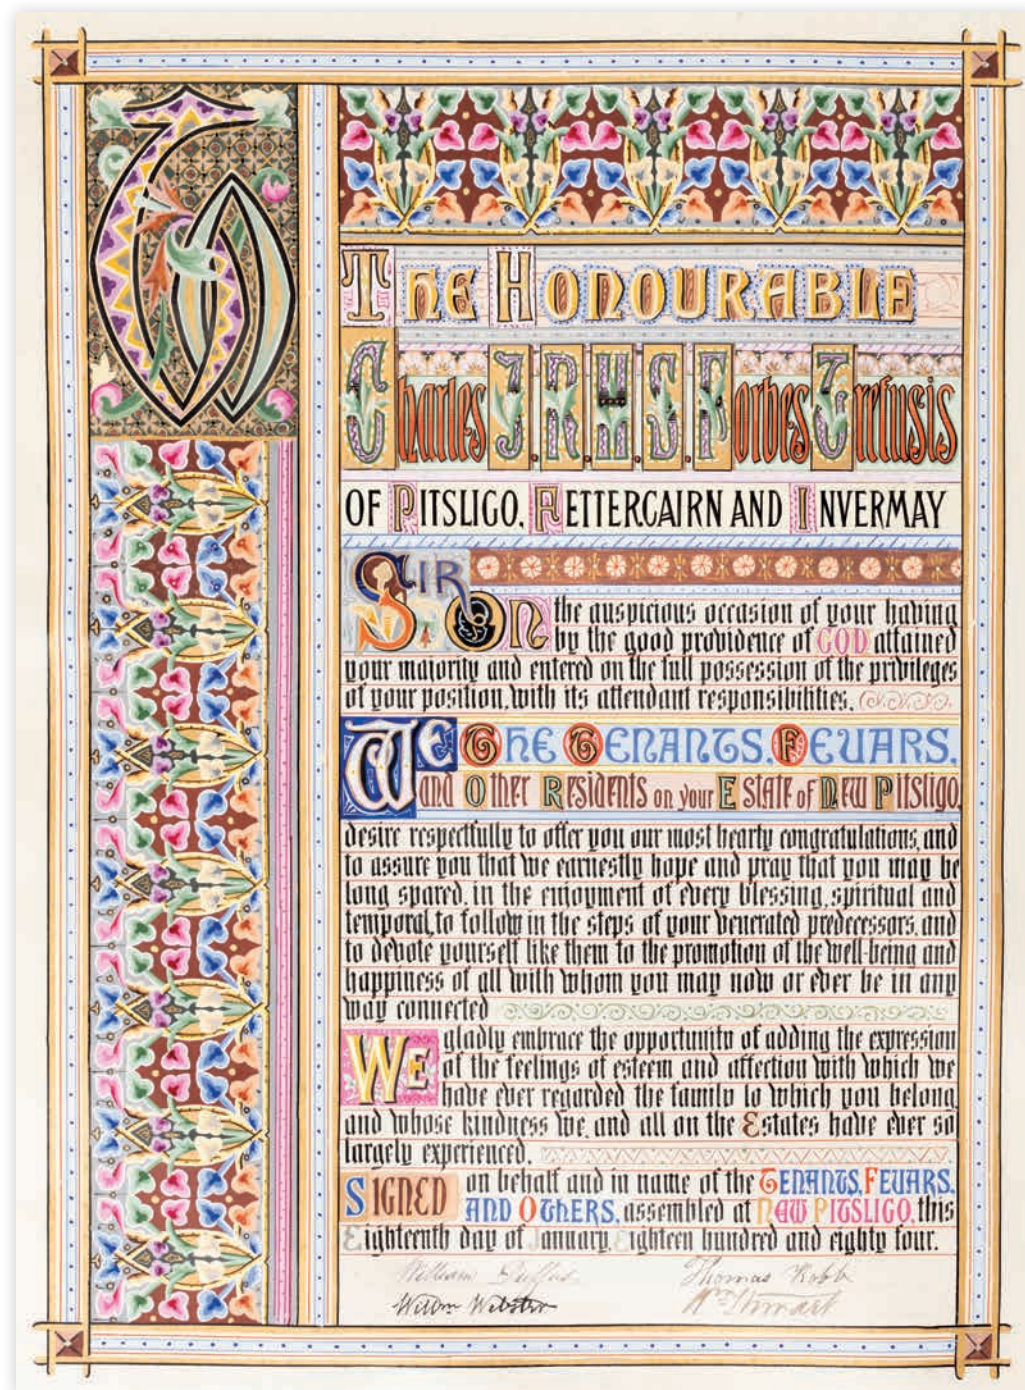 To
THE HONOURABLE
Charles J.R.H.S. Forbes Trefusis
OF PITSLIGO, FETTERCAIRN AND INVERMAY
SIR
ON the auspicious occasion of your having
by the good providence of GOD attained
your majority and entered on the full possession of the privileges
of your position, with its attendant responsibilities.
WE THE TENANTS, FEUARS,
and Other Residents on your Estate of New Pitsligo,
desire respectfully to offer you our most hearty congratulations, and
to assure you that we earnestly hope and pray that you may be
long spared, in the enjoyment of every blessing, spiritual and
temporal, to follow in the steps of your venerated predecessors, and
to devote yourself like them to the promotion of the well-being and
happiness of all with whom you may now or ever be in any
way connected
WE gladly embrace the opportunity of adding the expression
of the feelings of esteem and affection with which we
have ever regarded the family to which you belong,
and whose kindness we, and all on the Estates have ever so
largely experienced.
SIGNED on behalf and in name of the TENANTS, FEUARS,
AND OTHERS, assembled at NEW PITSLIGO, this
Eighteenth day of January, Eighteen hundred and eighty four.
William Duffus Thomas Robb
Willm Webster Wm Stewart